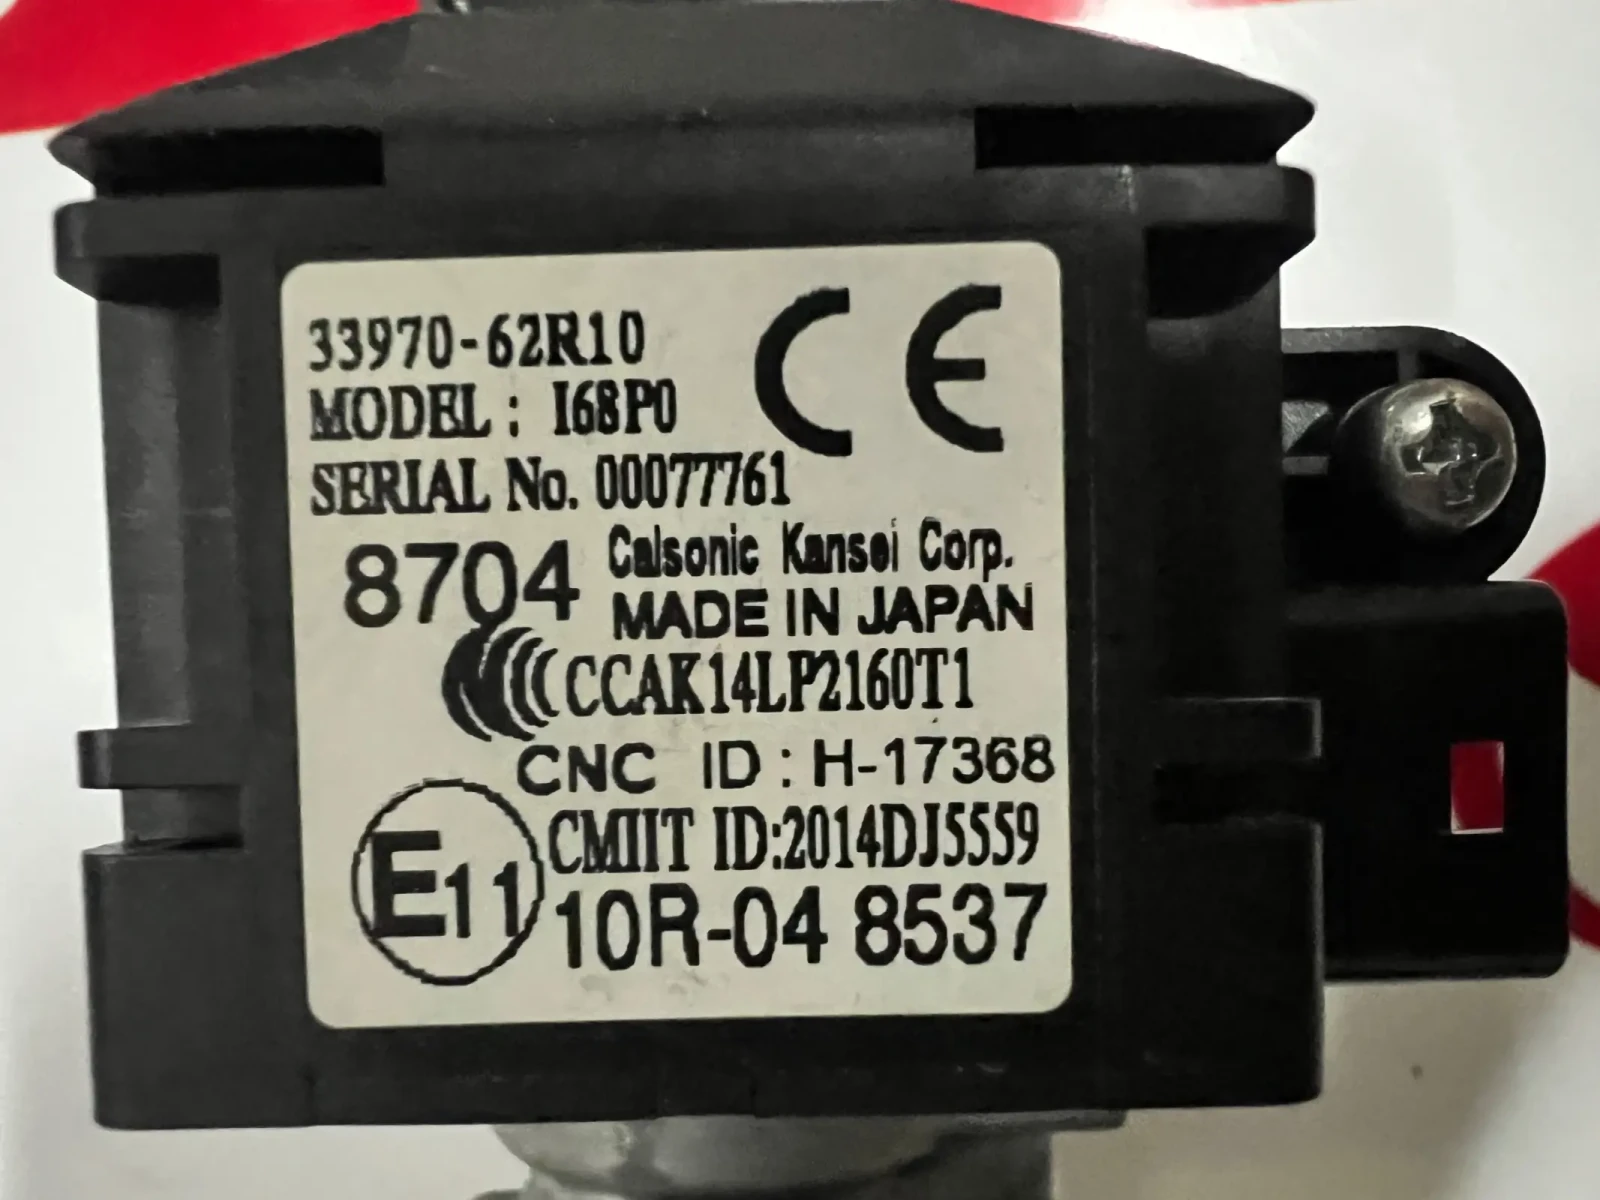 33970-62R10
CE
MODEL : I68P0
SERIAL No. 00077761
8704
Calsonic Kansei Corp.
MADE IN JAPAN
CCAK14LP2160T1
CNC ID : H-17368
E11
CMIIT ID:2014DJ5559
10R-04 8537